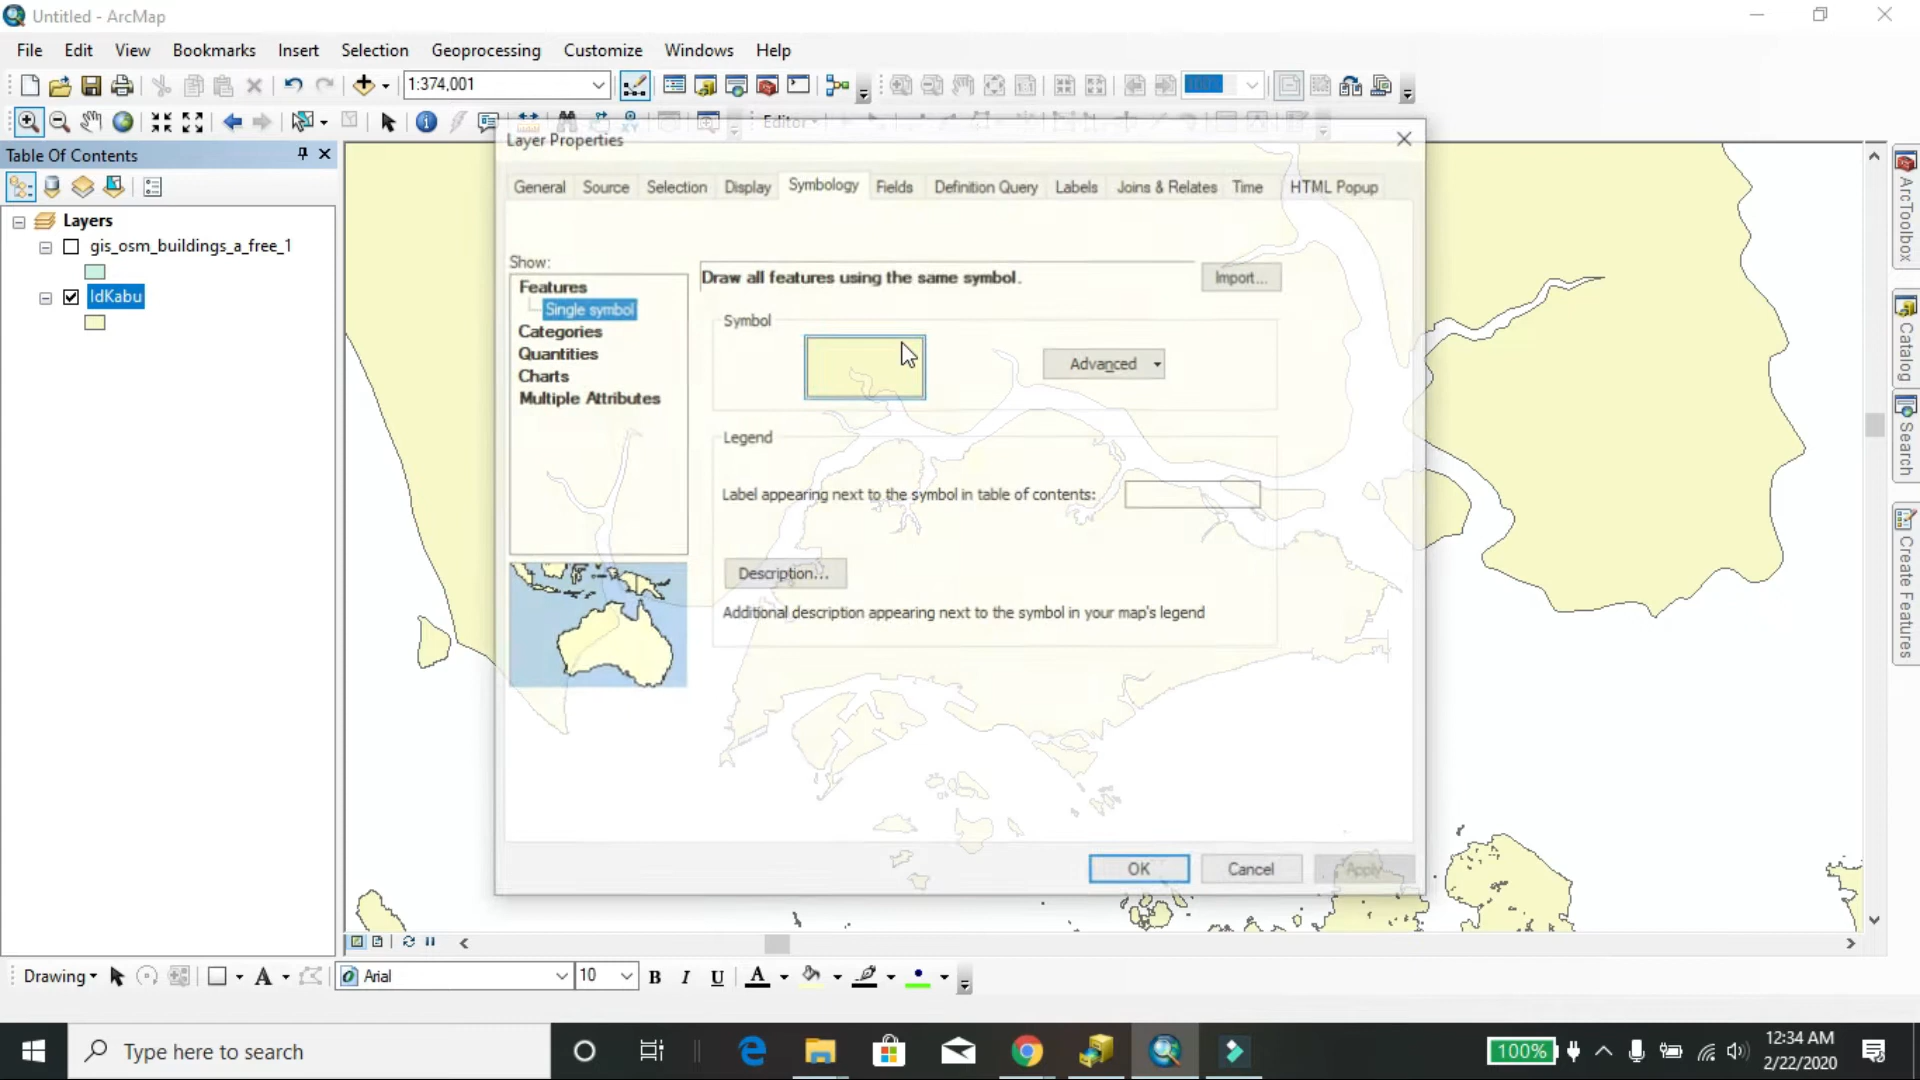 Untitled - ArcMap
File Edit View Bookmarks Insert Selection Geoprocessing Customize Windows Help
1:374,001
Editor
Table Of Contents
Layers
gis_osm_buildings_a_free_1
IdKabu
Layer Properties
General Source Selection Display Symbology Fields Definition Query Labels Joins & Relates Time HTML Popup
Show:
Features
Single symbol
Categories
Quantities
Charts
Multiple Attributes
Draw all features using the same symbol.
Import...
Symbol
Advanced
Legend
Label appearing next to the symbol in table of contents:
Description...
Additional description appearing next to the symbol in your map's legend
OK Cancel Apply
ArcToolbox
Catalog
Search
Create Features
Drawing A Arial 10 B I U A
Type here to search
100%
12:34 AM
2/22/2020